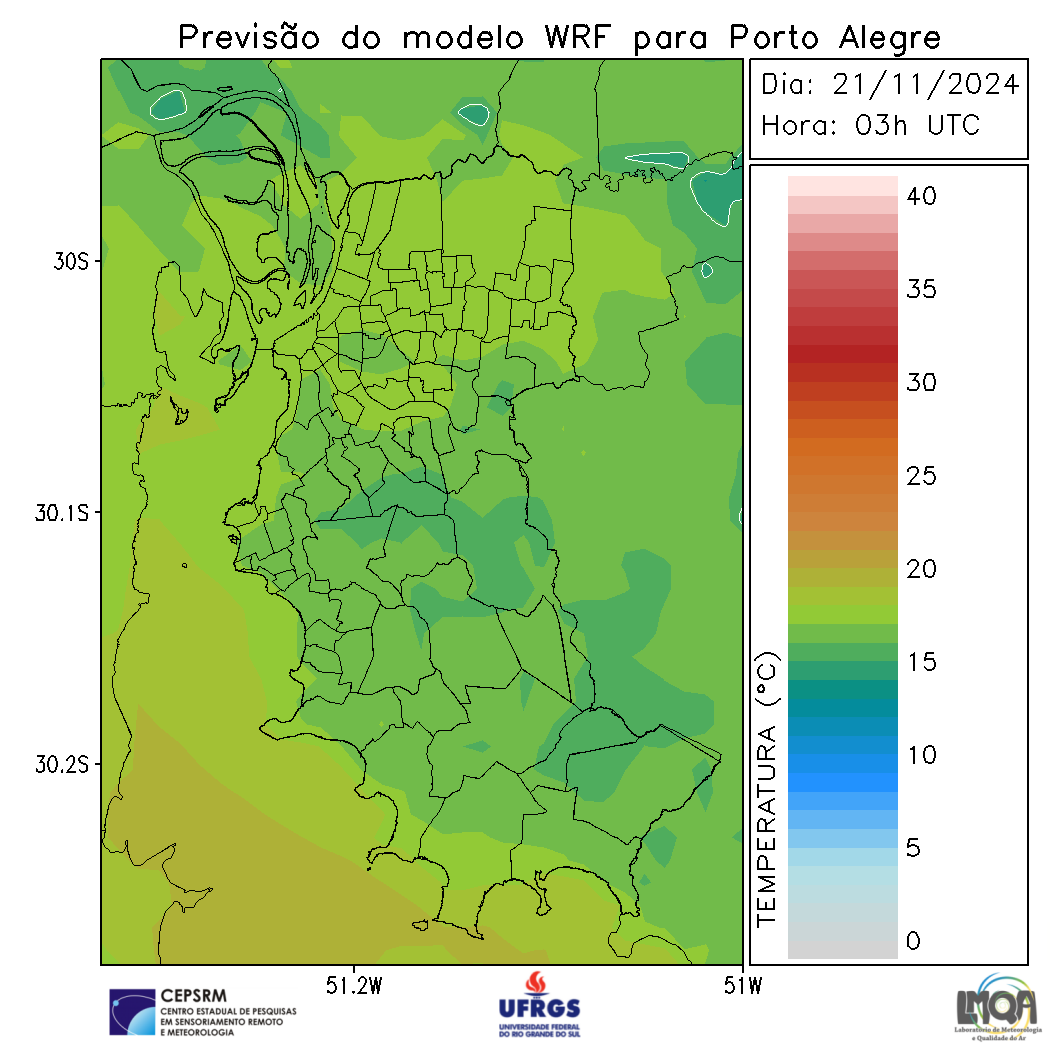 Previsão do modelo WRF para Porto Alegre
Dia: 21/11/2024
Hora: 03h UTC
30S
30.1S
30.2S
51.2W
51W
TEMPERATURA (°C)
40
35
30
25
20
15
10
5
0
CEPSRM
CENTRO ESTADUAL DE PESQUISAS
EM SENSORIAMENTO REMOTO
E METEOROLOGIA
UFRGS
UNIVERSIDADE FEDERAL
DO RIO GRANDE DO SUL
LMQA
Laboratório de Meteorologia
e Qualidade do Ar